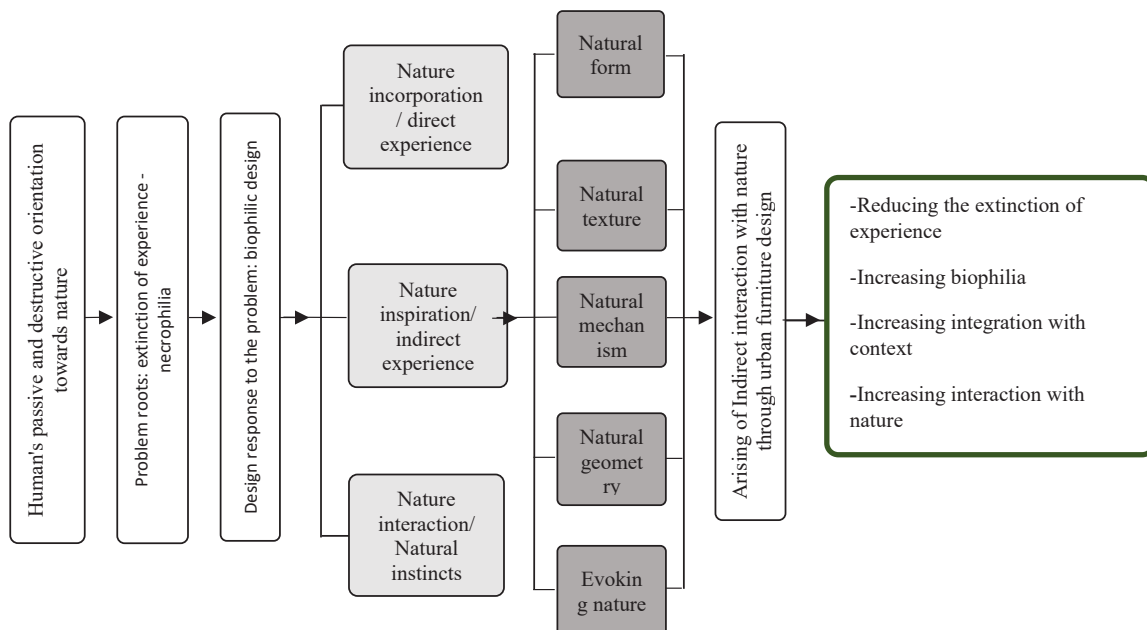 Human's passive and destructive orientation
towards nature
Problem roots: extinction of experience -
necrophilia
Design response to the problem: biophilic design
Nature
incorporation
/ direct
experience
Nature
inspiration/
indirect
experience
Nature
interaction/
Natural
instincts
Natural
form
Natural
texture
Natural
mechan
ism
Natural
geomet
ry
Evokin
g nature
Arising of Indirect interaction with nature
through urban furniture design
-Reducing the extinction of
experience
-Increasing biophilia
-Increasing integration with
context
-Increasing interaction with
nature